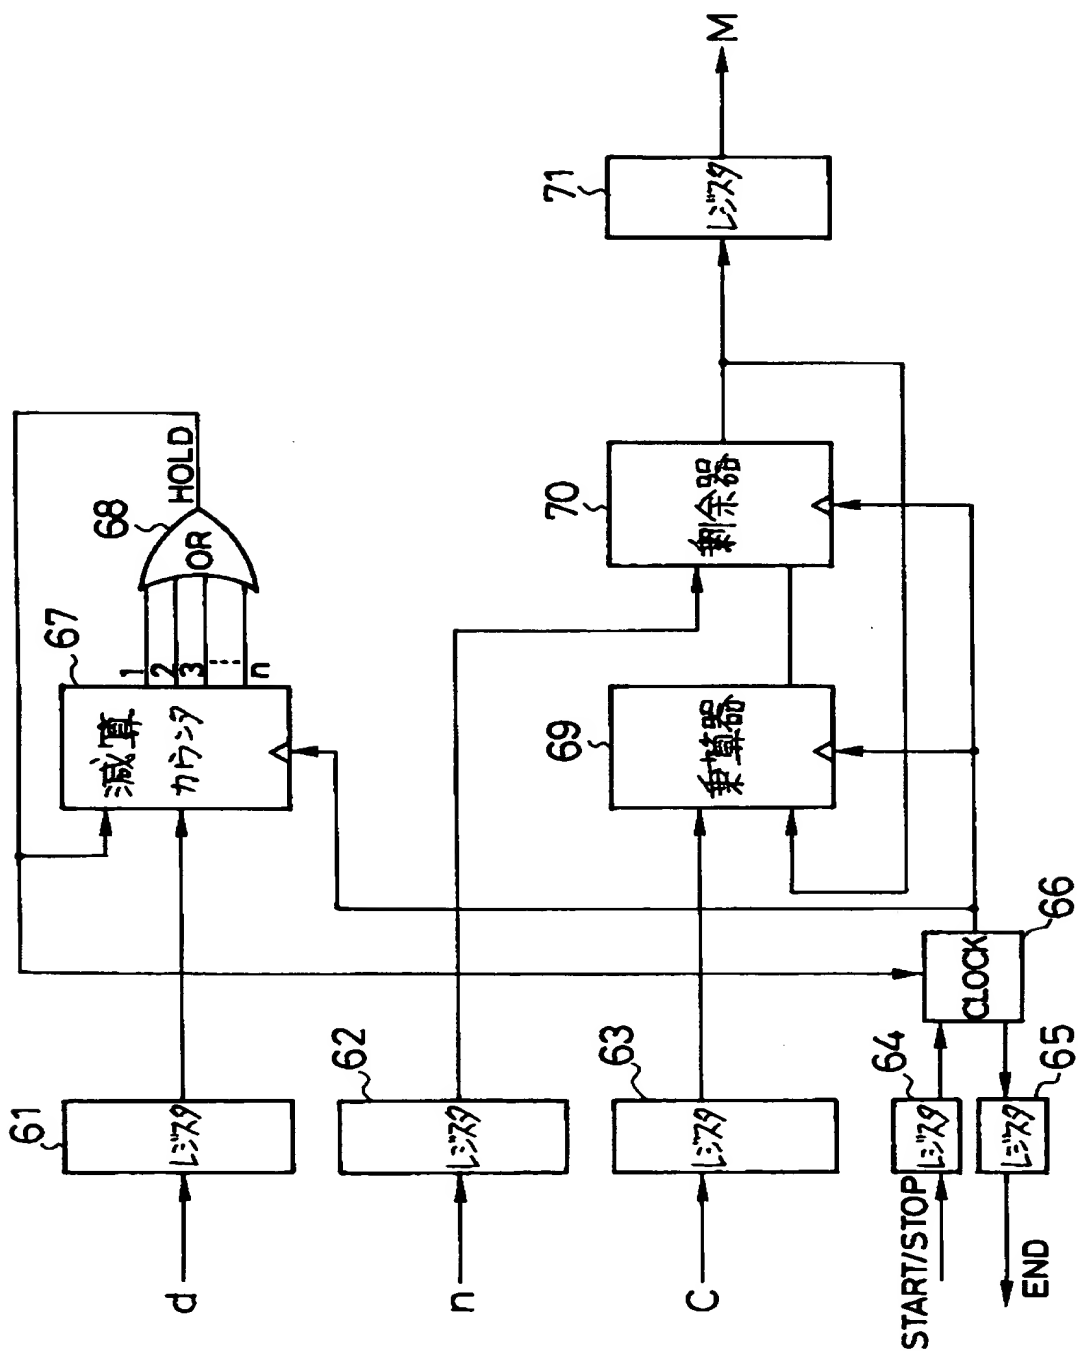 d
61
レジスタ
67
減算
カウンタ
1
2
3
n
68
OR
HOLD
n
62
レジスタ
C
63
レジスタ
69
乗算器
70
剰余器
71
レジスタ
M
START/STOP
64
レジスタ
END
65
レジスタ
66
CLOCK